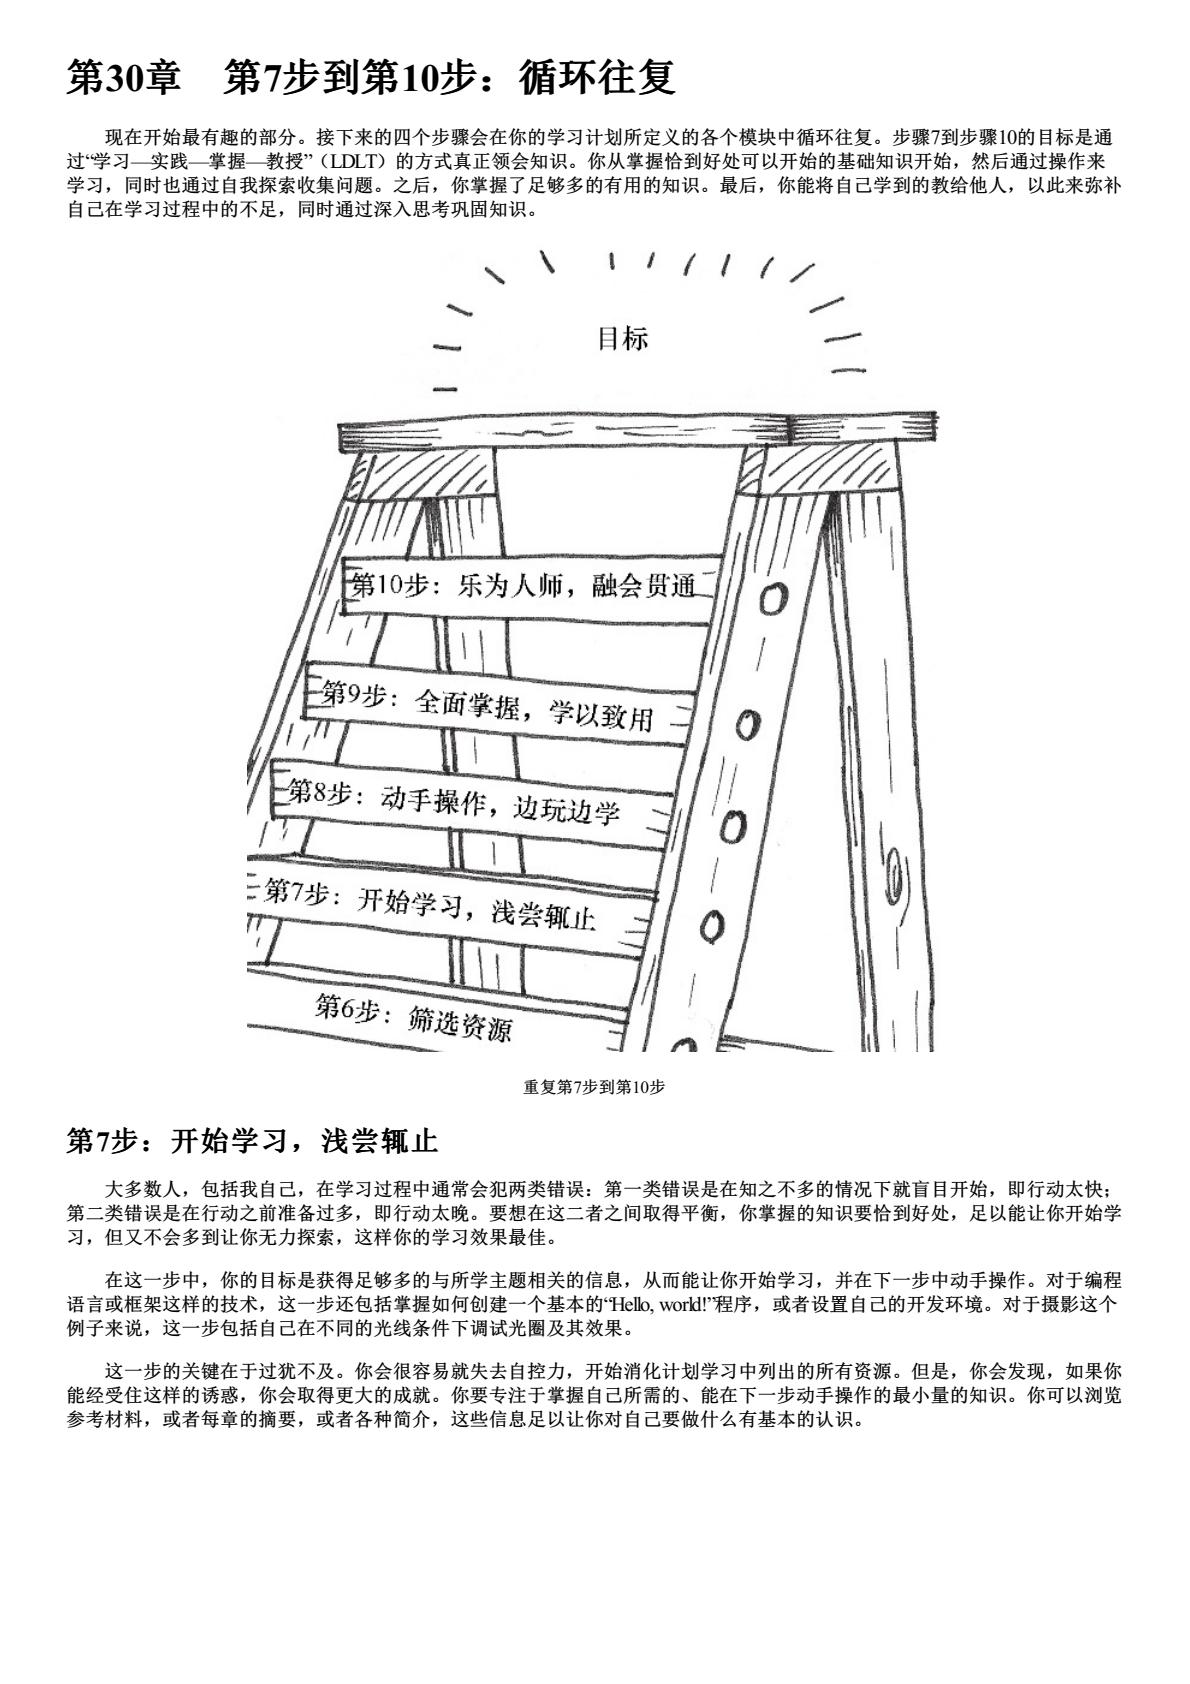 第30章　第7步到第10步：循环往复
现在开始最有趣的部分。接下来的四个步骤会在你的学习计划所定义的各个模块中循环往复。步骤7到步骤10的目标是通
过“学习—实践—掌握—教授”（LDLT）的方式真正领会知识。你从掌握恰到好处可以开始的基础知识开始，然后通过操作来
学习，同时也通过自我探索收集问题。之后，你掌握了足够多的有用的知识。最后，你能将自己学到的教给他人，以此来弥补
自己在学习过程中的不足，同时通过深入思考巩固知识。
目标
第10步：乐为人师，融会贯通
第9步：全面掌握，学以致用
第8步：动手操作，边玩边学
第7步：开始学习，浅尝辄止
第6步：筛选资源
重复第7步到第10步
第7步：开始学习，浅尝辄止
大多数人，包括我自己，在学习过程中通常会犯两类错误：第一类错误是在知之不多的情况下就盲目开始，即行动太快；
第二类错误是在行动之前准备过多，即行动太晚。要想在这二者之间取得平衡，你掌握的知识要恰到好处，足以能让你开始学
习，但又不会多到让你无力探索，这样你的学习效果最佳。
在这一步中，你的目标是获得足够多的与所学主题相关的信息，从而能让你开始学习，并在下一步中动手操作。对于编程
语言或框架这样的技术，这一步还包括掌握如何创建一个基本的“Hello, world!”程序，或者设置自己的开发环境。对于摄影这个
例子来说，这一步包括自己在不同的光线条件下调试光圈及其效果。
这一步的关键在于过犹不及。你会很容易就失去自控力，开始消化计划学习中列出的所有资源。但是，你会发现，如果你
能经受住这样的诱惑，你会取得更大的成就。你要专注于掌握自己所需的、能在下一步动手操作的最小量的知识。你可以浏览
参考材料，或者每章的摘要，或者各种简介，这些信息足以让你对自己要做什么有基本的认识。